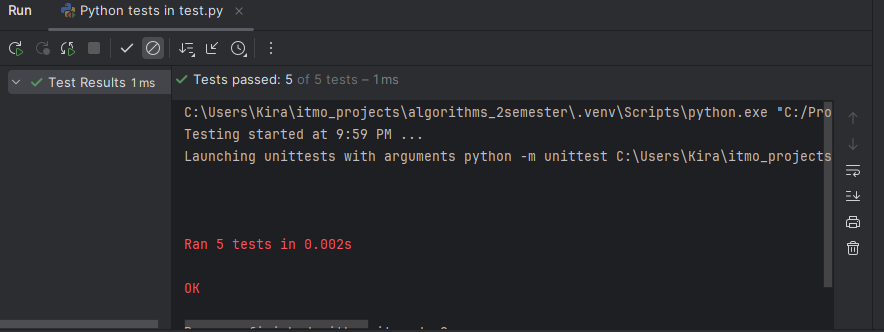 Run Python tests in test.py
Test Results 1 ms
Tests passed: 5 of 5 tests – 1 ms
C:\Users\Kira\itmo_projects\algorithms_2semester\.venv\Scripts\python.exe "C:/Pro
Testing started at 9:59 PM ...
Launching unittests with arguments python -m unittest C:\Users\Kira\itmo_projects
Ran 5 tests in 0.002s
OK